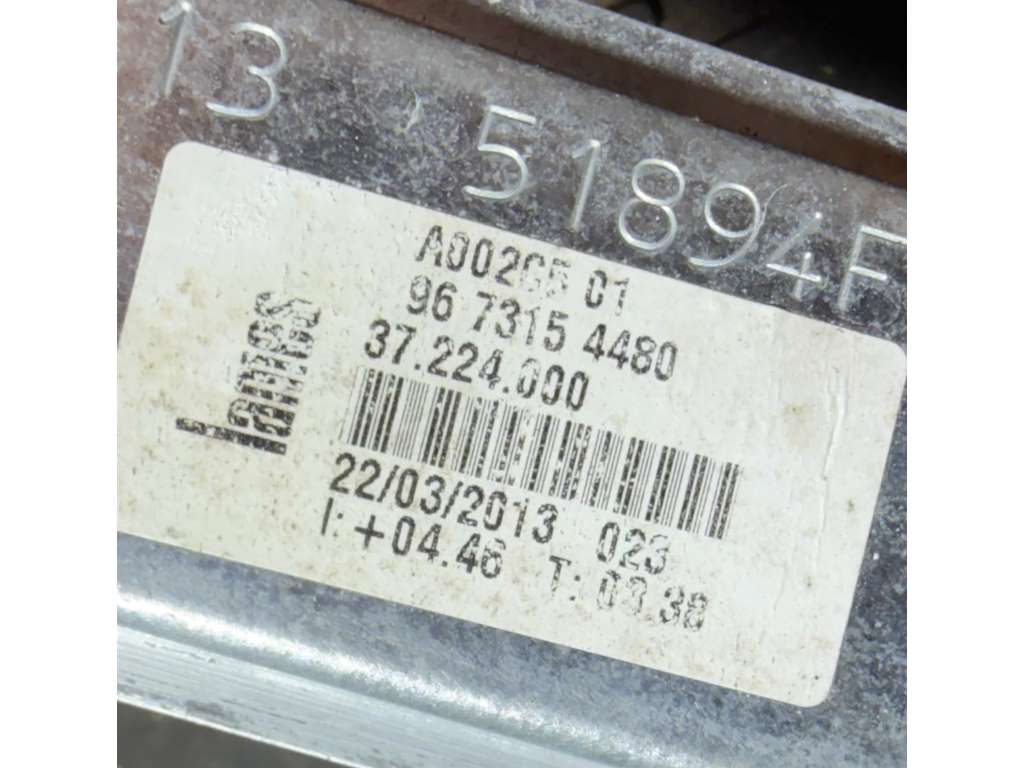 13 51894F
A002G5 01
96 7315 4480
37.224.000
22/03/2013 023
I: +04.46 T: 03.38